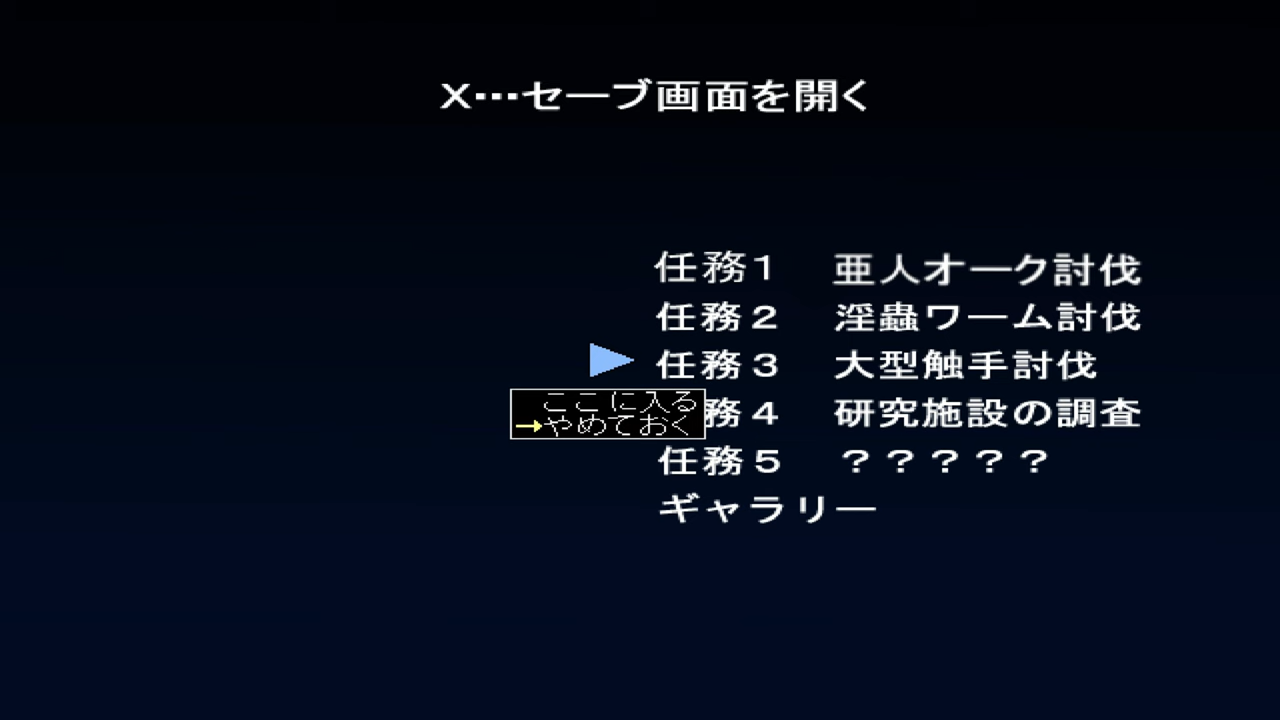 X…セーブ画面を開く
任務1　亜人オーク討伐
任務２　淫蟲ワーム討伐
任務３　大型触手討伐
ここに入る
→やめておく
務４　研究施設の調査
任務５　？？？？？
ギャラリー